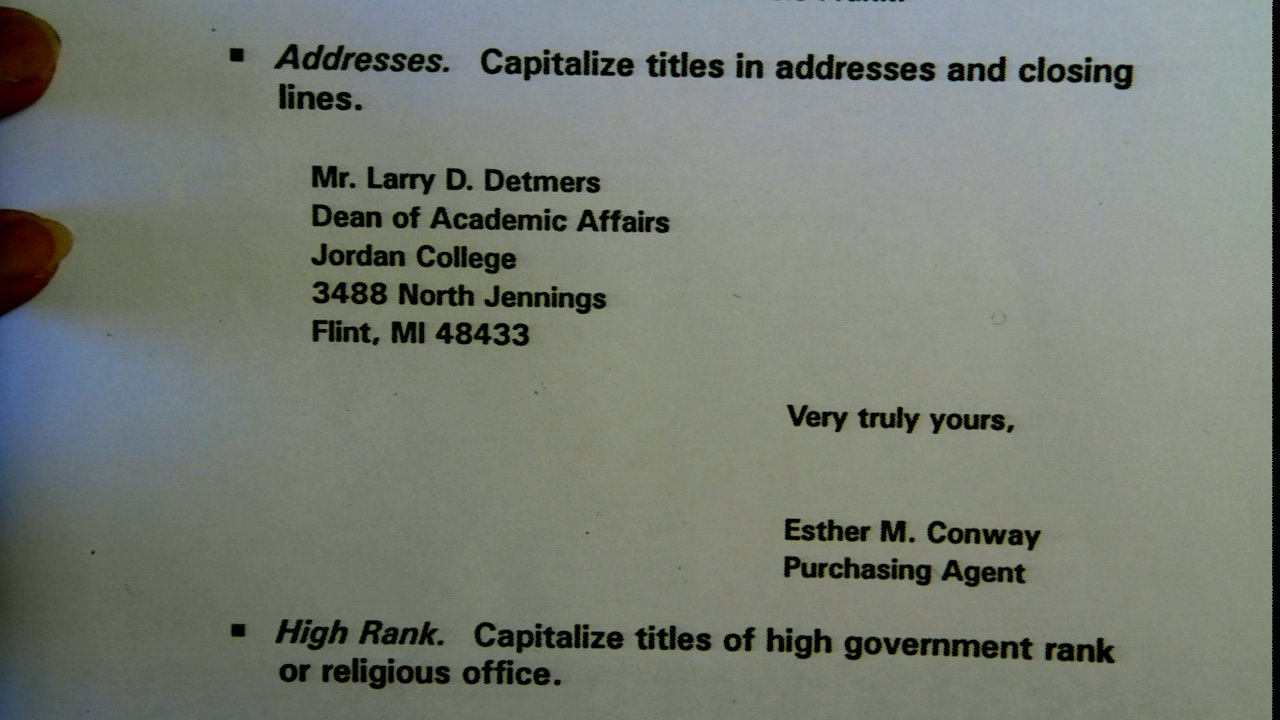 ▪ Addresses. Capitalize titles in addresses and closing
lines.
Mr. Larry D. Detmers
Dean of Academic Affairs
Jordan College
3488 North Jennings
Flint, MI 48433
Very truly yours,
Esther M. Conway
Purchasing Agent
▪ High Rank. Capitalize titles of high government rank
or religious office.